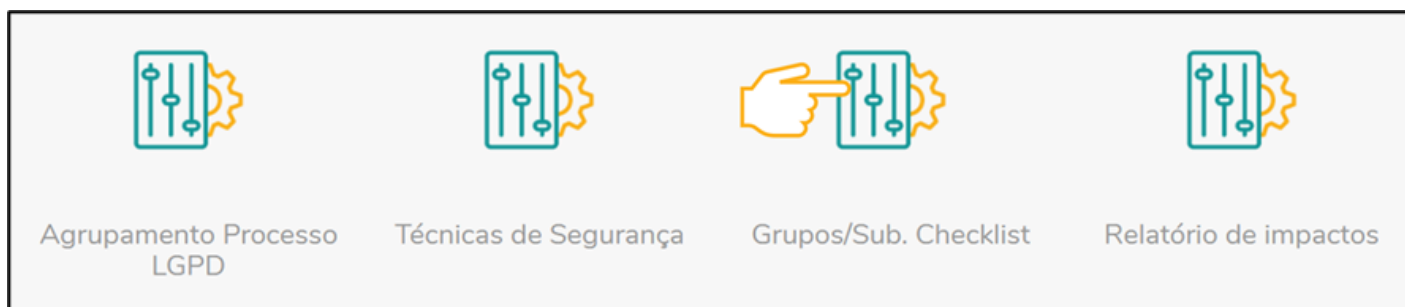 Agrupamento Processo
LGPD
Técnicas de Segurança
Grupos/Sub. Checklist
Relatório de impactos